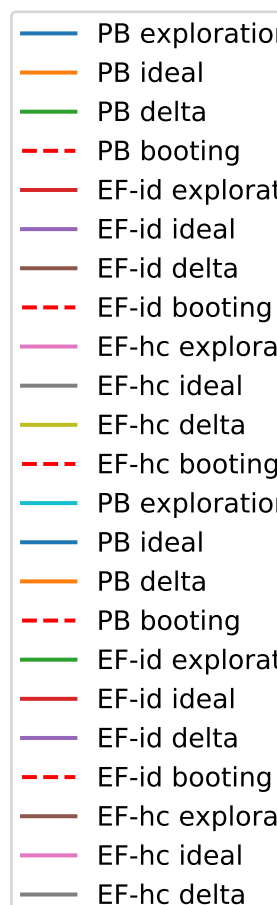 PB exploration
PB ideal
PB delta
PB booting
EF-id explorat
EF-id ideal
EF-id delta
EF-id booting
EF-hc explora
EF-hc ideal
EF-hc delta
EF-hc booting
PB exploration
PB ideal
PB delta
PB booting
EF-id explorat
EF-id ideal
EF-id delta
EF-id booting
EF-hc explora
EF-hc ideal
EF-hc delta